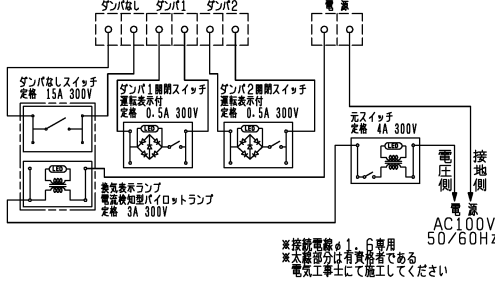 ダンパなし ダンパ1 ダンパ2 電 源
ダンパなしスイッチ
定格 15A 300V
ダンパ1開閉スイッチ
運転表示付
定格 0.5A 300V
ダンパ2開閉スイッチ
運転表示付
定格 0.5A 300V
元スイッチ
定格 4A 300V
LED
LED
LED
LED
換気表示ランプ
電流検知型パイロットランプ
定格 3A 300V
電圧側
接地側
電 源
AC100V
50/60Hz
※接続電線φ1.6専用
※太線部分は有資格者である
電気工事士にて施工してください